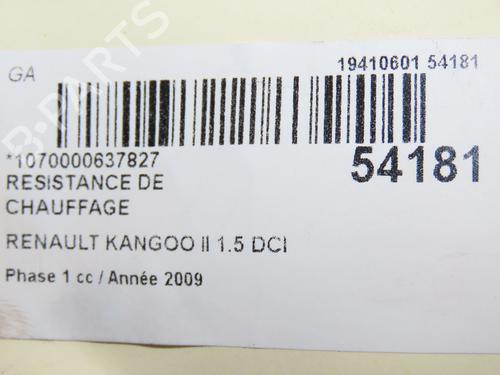 GA
19410601 54181
*1070000637827
54181
RESISTANCE DE
CHAUFFAGE
RENAULT KANGOO II 1.5 DCI
Phase 1 cc / Année 2009
B-PARTS